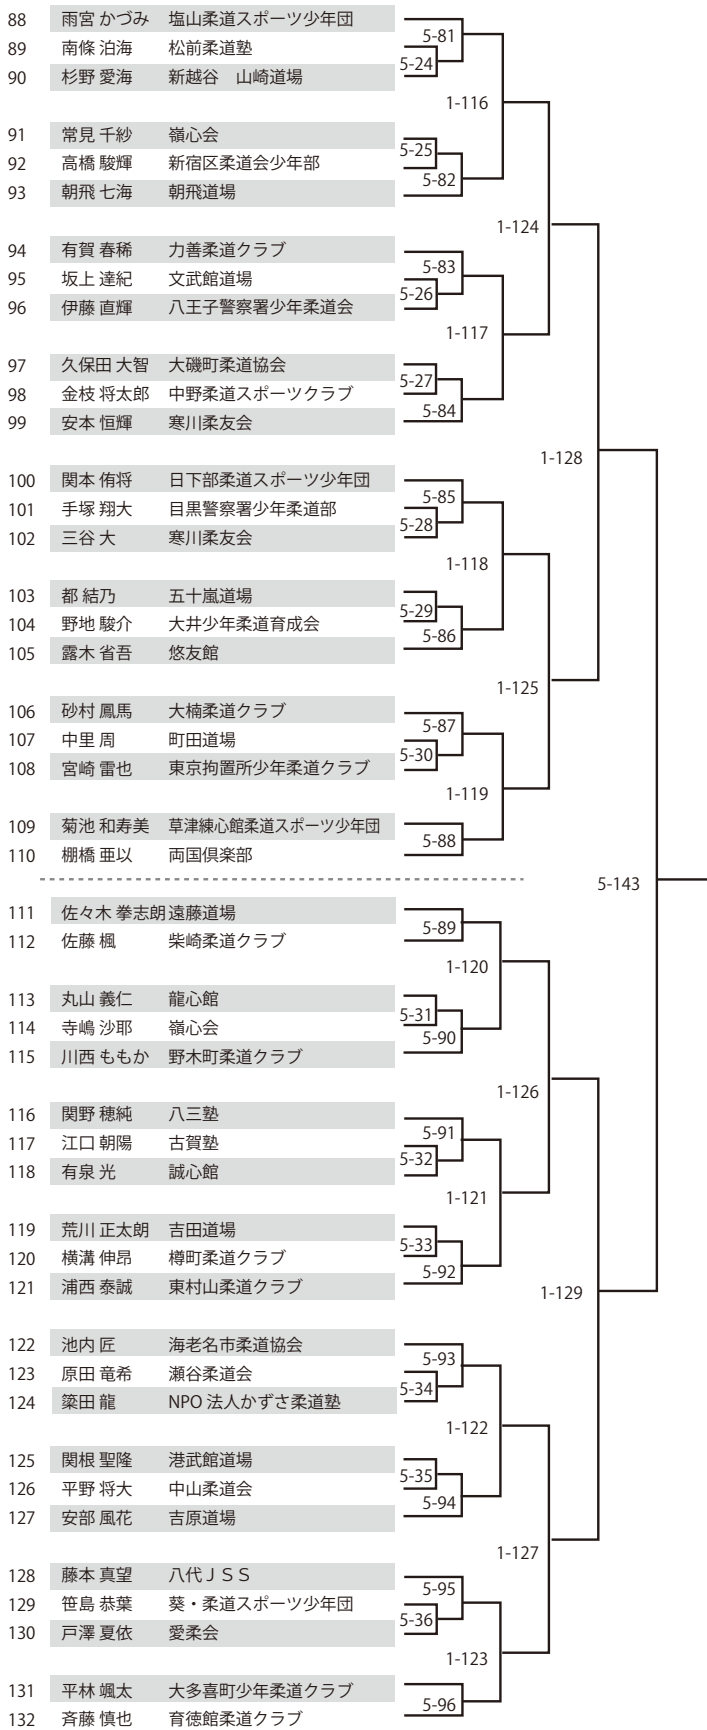 88 雨宮 かづみ 塩山柔道スポーツ少年団
5-81
89 南條 泊海 松前柔道塾
5-24
90 杉野 愛海 新越谷　山崎道場
1-116
91 常見 千紗 嶺心会
5-25
92 高橋 駿輝 新宿区柔道会少年部
5-82
93 朝飛 七海 朝飛道場
1-124
94 有賀 春稀 力善柔道クラブ
5-83
95 坂上 達紀 文武館道場
5-26
96 伊藤 直輝 八王子警察署少年柔道会
1-117
97 久保田 大智 大磯町柔道協会
5-27
98 金枝 将太郎 中野柔道スポーツクラブ
5-84
99 安本 恒輝 寒川柔友会
1-128
100 関本 侑将 日下部柔道スポーツ少年団
5-85
101 手塚 翔大 目黒警察署少年柔道部
5-28
102 三谷 大 寒川柔友会
1-118
103 都 結乃 五十嵐道場
5-29
104 野地 駿介 大井少年柔道育成会
5-86
105 露木 省吾 悠友館
1-125
106 砂村 鳳馬 大楠柔道クラブ
5-87
107 中里 周 町田道場
5-30
108 宮崎 雷也 東京拘置所少年柔道クラブ
1-119
109 菊池 和寿美 草津練心館柔道スポーツ少年団
5-88
110 棚橋 亜以 両国倶楽部
5-143
111 佐々木 拳志朗 遠藤道場
5-89
112 佐藤 楓 柴崎柔道クラブ
1-120
113 丸山 義仁 龍心館
5-31
114 寺嶋 沙耶 嶺心会
5-90
115 川西 ももか 野木町柔道クラブ
1-126
116 関野 穂純 八三塾
5-91
117 江口 朝陽 古賀塾
5-32
118 有泉 光 誠心館
1-121
119 荒川 正太朗 吉田道場
5-33
120 横溝 伸昂 樽町柔道クラブ
5-92
121 浦西 泰誠 東村山柔道クラブ
1-129
122 池内 匠 海老名市柔道協会
5-93
123 原田 竜希 瀬谷柔道会
5-34
124 簗田 龍 NPO 法人かずさ柔道塾
1-122
125 関根 聖隆 港武館道場
5-35
126 平野 将大 中山柔道会
5-94
127 安部 風花 吉原道場
1-127
128 藤本 真望 八代ＪＳＳ
5-95
129 笹島 恭葉 葵・柔道スポーツ少年団
5-36
130 戸澤 夏依 愛柔会
1-123
131 平林 颯太 大多喜町少年柔道クラブ
5-96
132 斉藤 慎也 育徳館柔道クラブ